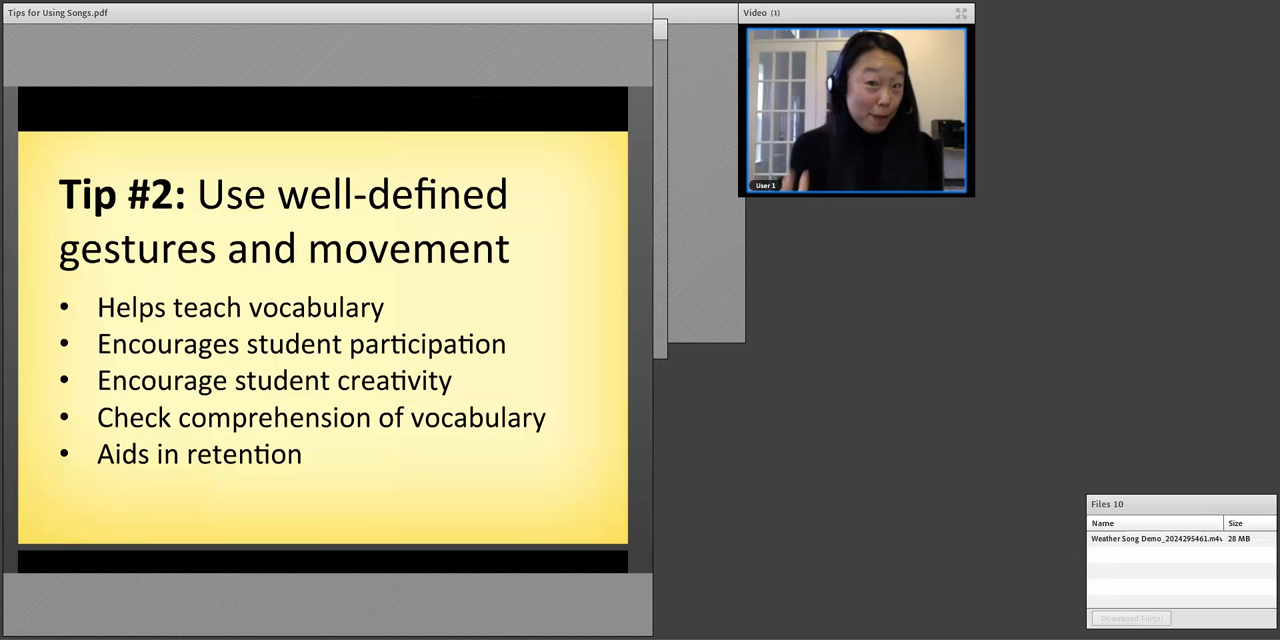 Tips for Using Songs.pdf
Video (1)
User 1
Tip #2: Use well-defined
gestures and movement
• Helps teach vocabulary
• Encourages student participation
• Encourage student creativity
• Check comprehension of vocabulary
• Aids in retention
Files 10
Name Size
Weather Song Demo_2024295461.m4v 28 MB
Download File(s)